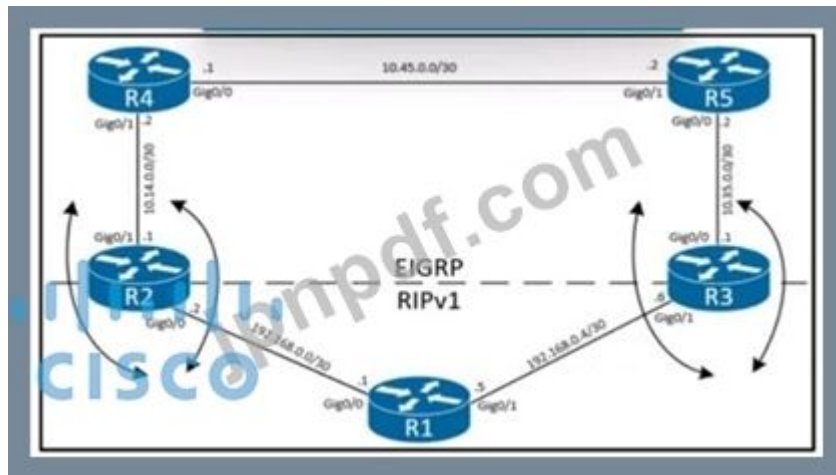 .1 10.45.0.0/30 .2
R4 Gig0/0 Gig0/1 R5
Gig0/1 .2 Gig0/0 .2
10.14.0.0/30 10.35.0.0/30
jpnpdf.com
Gig0/1 .1 Gig0/0 .1
EIGRP
R2 RIPv1 R3
.2 .6
Gig0/0 Gig0/1
192.168.0.0/30 192.168.0.4/30
CISCO
.1 .5
Gig0/0 Gig0/1
R1